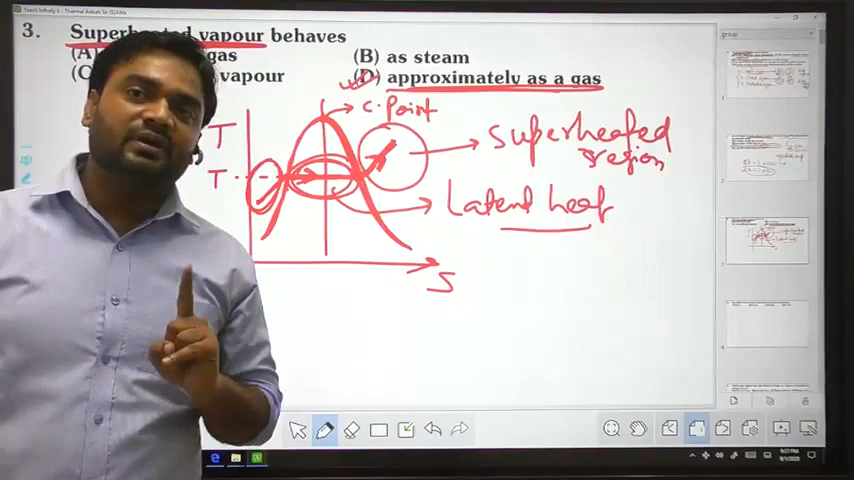 3. Superheated vapour behaves
gas
(B) as steam
vapour
(D) approximately as a gas
C. Point
T
Superheated
region
T
Latent heat
S